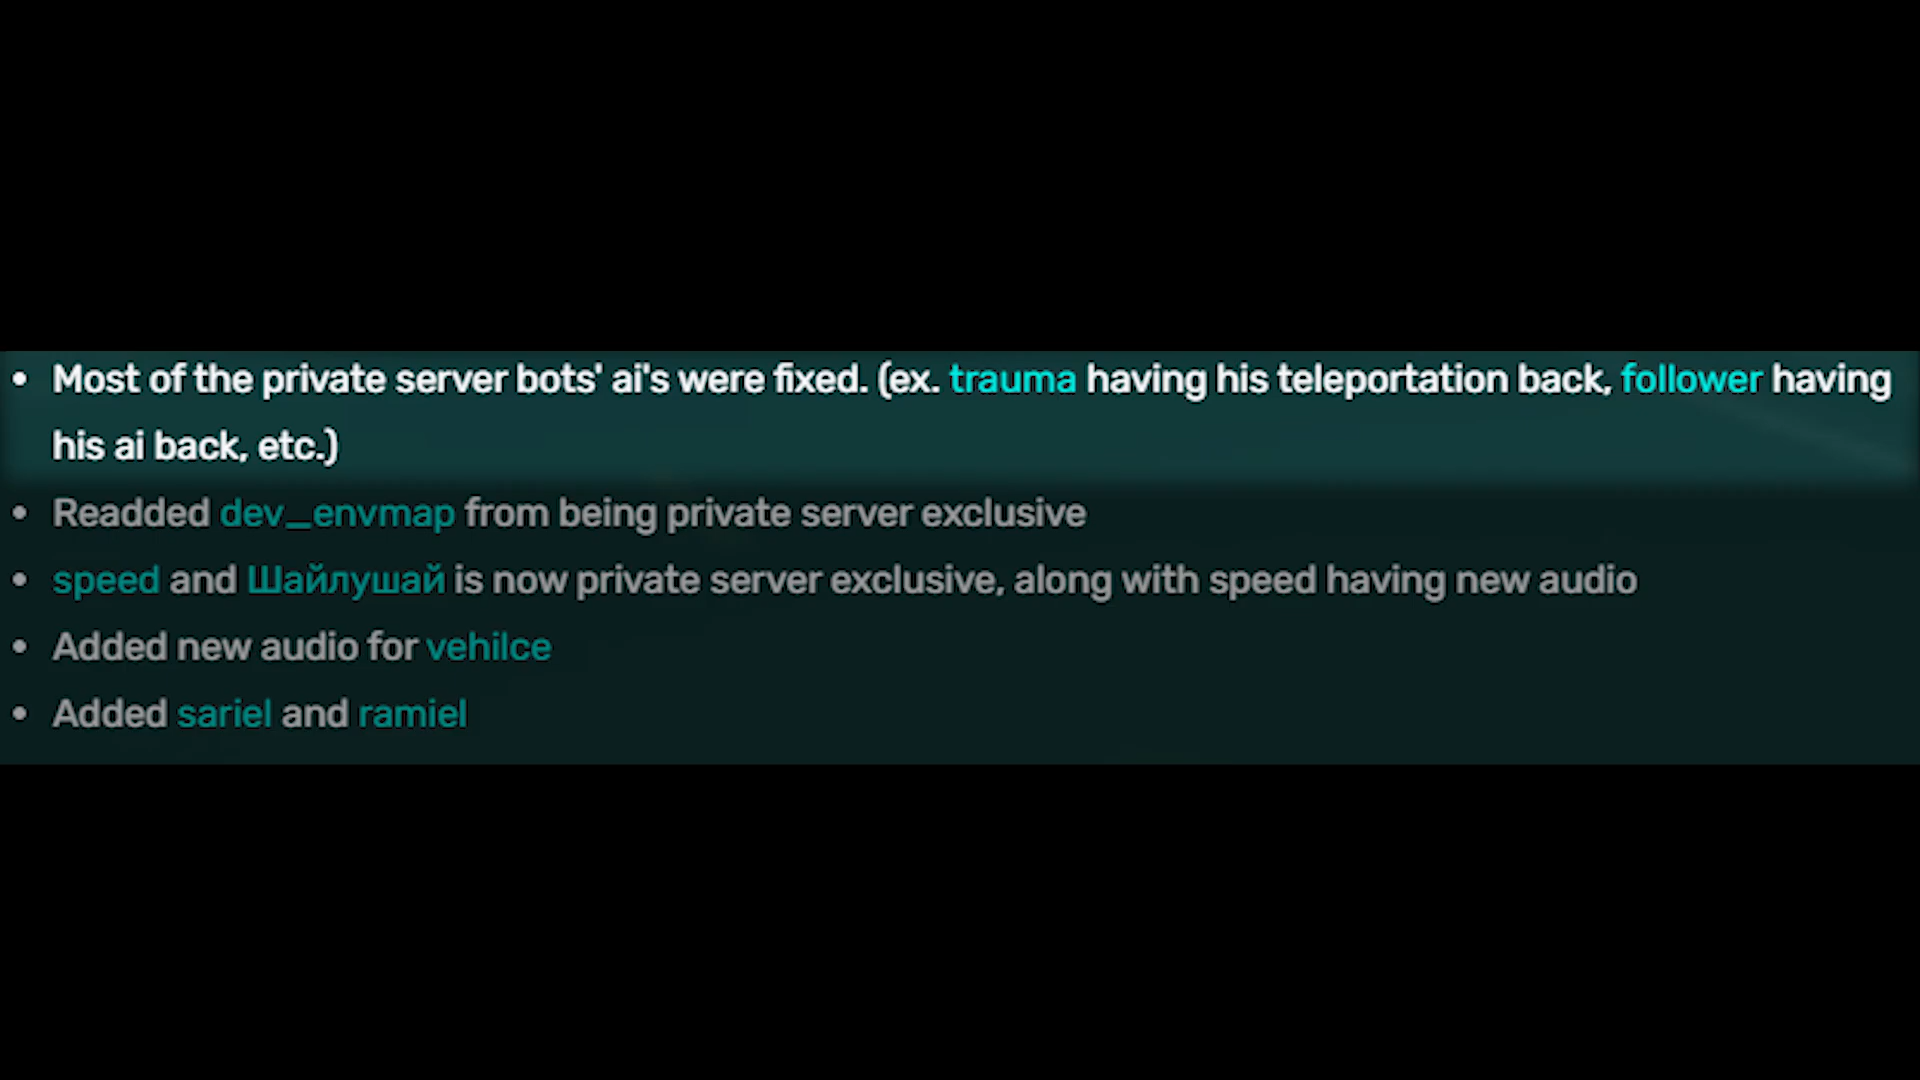 • Most of the private server bots' ai's were fixed. (ex. trauma having his teleportation back, follower having
his ai back, etc.)
• Readded dev_envmap from being private server exclusive
• speed and Шайлушай is now private server exclusive, along with speed having new audio
• Added new audio for vehilce
• Added sariel and ramiel